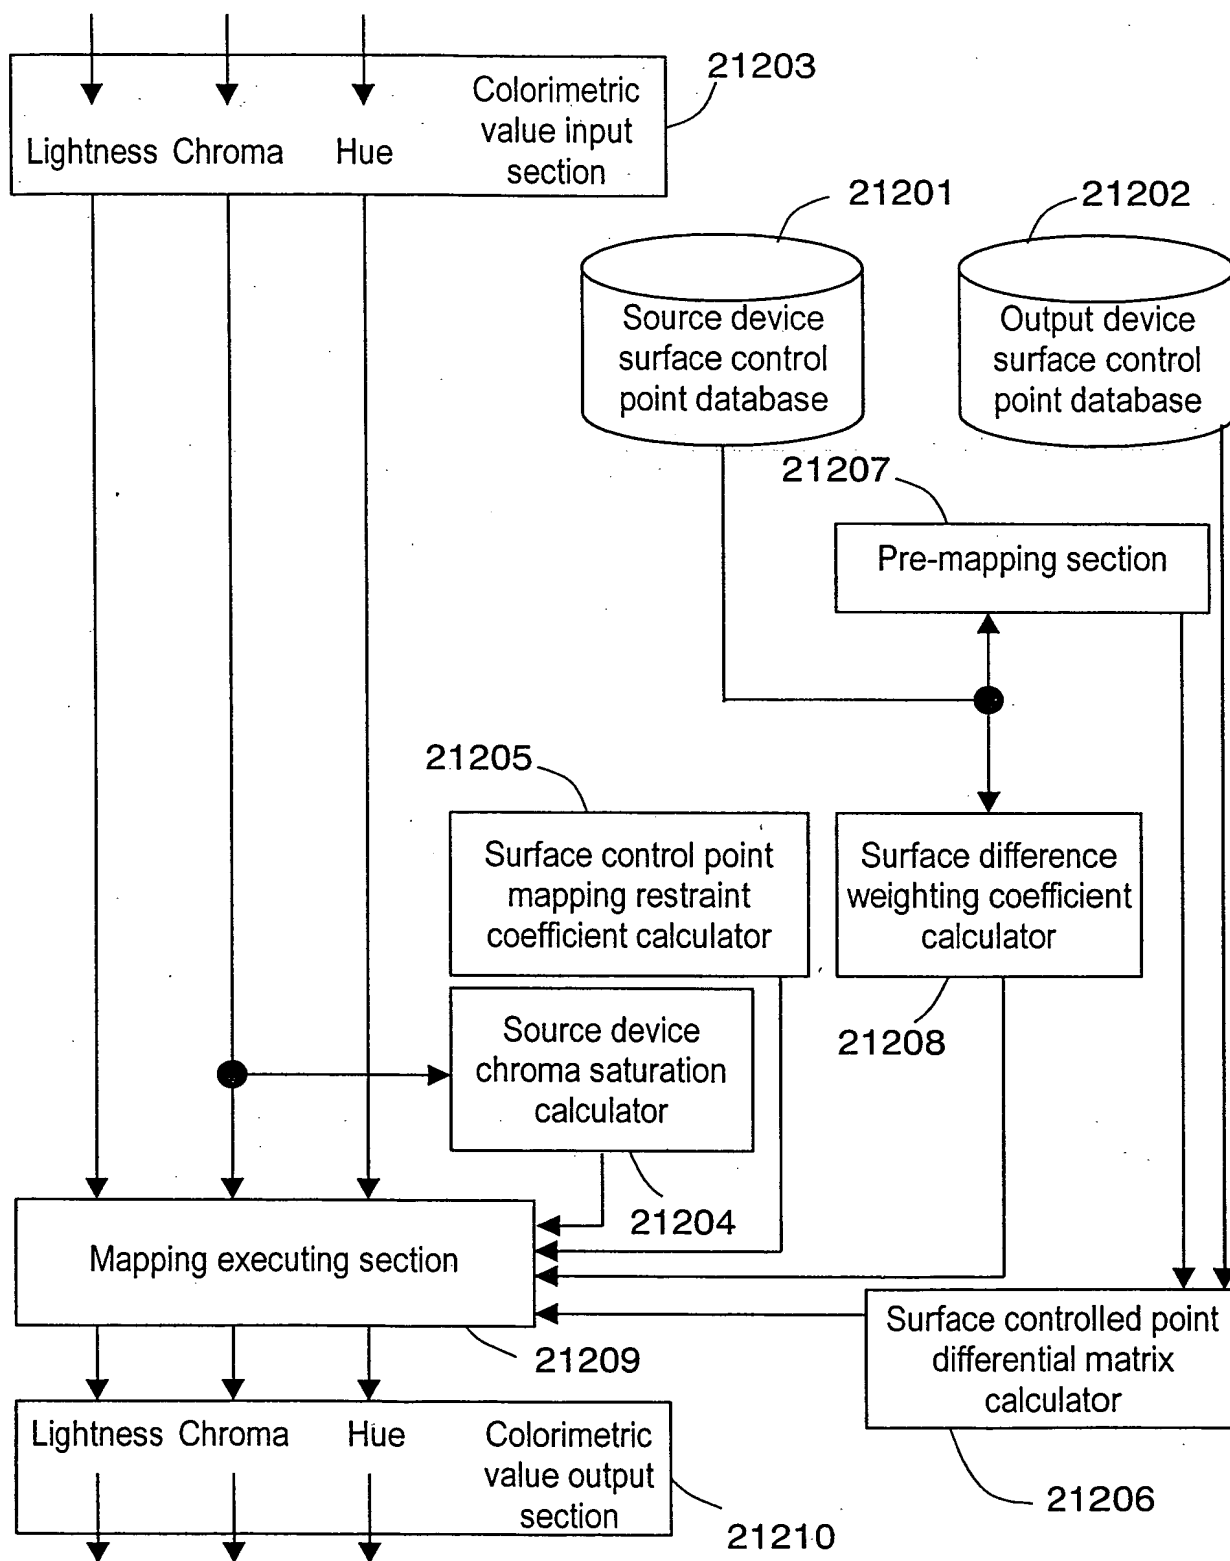 21203
Colorimetric
value input
section
Lightness Chroma Hue
21201
21202
Source device
surface control
point database
Output device
surface control
point database
21207
Pre-mapping section
21205
Surface control point
mapping restraint
coefficient calculator
Surface difference
weighting coefficient
calculator
21208
Source device
chroma saturation
calculator
21204
Mapping executing section
21209
Surface controlled point
differential matrix
calculator
21206
Lightness Chroma Hue
Colorimetric
value output
section
21210